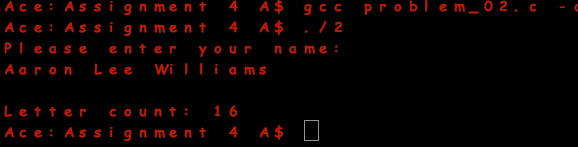 Ace:Assignment 4 A$ gcc problem_02.c -o
Ace:Assignment 4 A$ ./2
Please enter your name:
Aaron Lee Williams

Letter count: 16
Ace:Assignment 4 A$